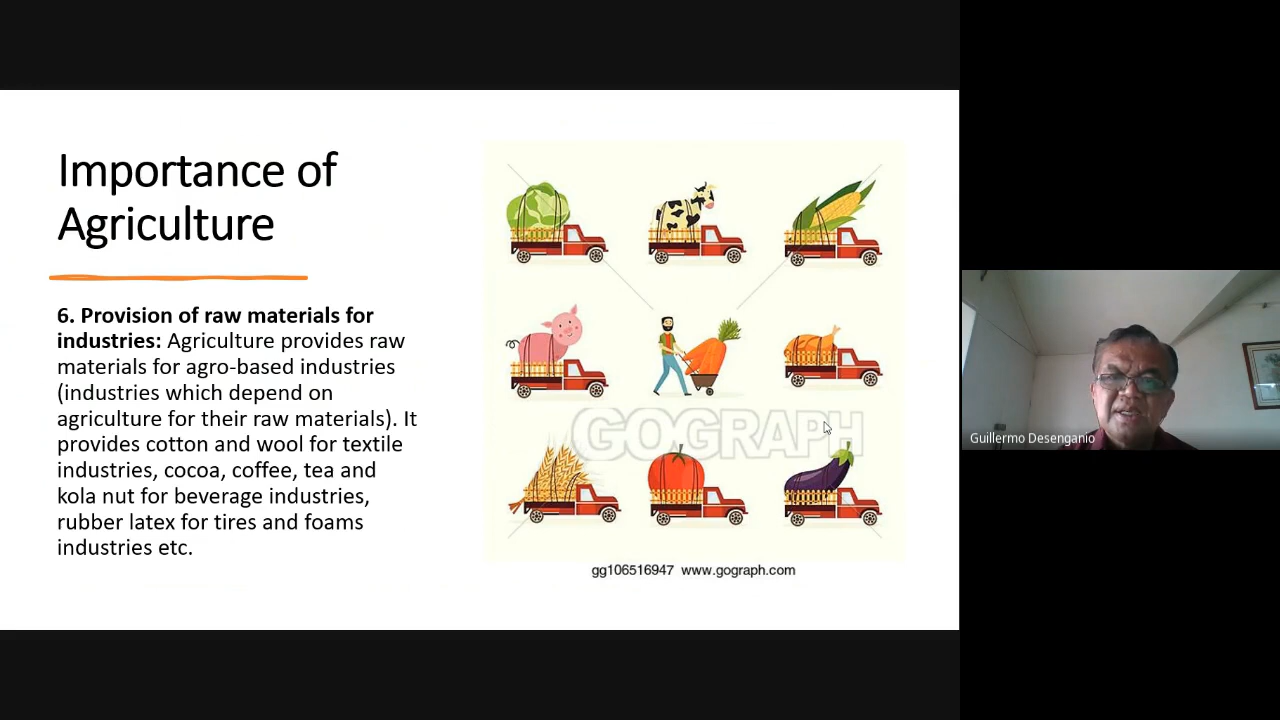 Importance of
Agriculture
6. Provision of raw materials for
industries: Agriculture provides raw
materials for agro-based industries
(industries which depend on
agriculture for their raw materials). It
provides cotton and wool for textile
industries, cocoa, coffee, tea and
kola nut for beverage industries,
rubber latex for tires and foams
industries etc.
GOGRAPH
gg106516947 www.gograph.com
Guillermo Desenganio